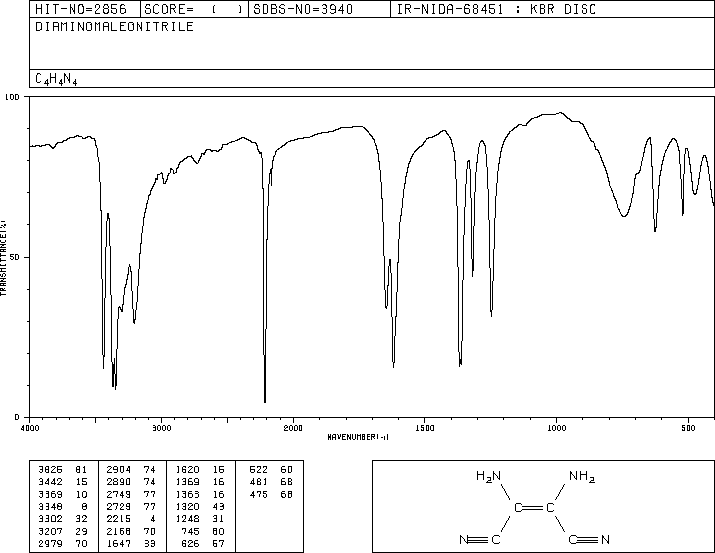 HIT-NO=2856 SCORE= ( ) SDBS-NO=3940 IR-NIDA-68451 : KBR DISC
DIAMINOMALEONITRILE
C4H4N4
100
50
0
TRANSMITTANCE(%)
4000 3000 2000 1500 1000 500
WAVENUMBER(-1)
3825 81 2904 74 1620 15 522 60
3442 15 2890 74 1369 16 481 68
3369 10 2749 77 1363 16 475 68
3348 8 2729 77 1320 43
3302 32 2215 4 1248 31
3207 29 2168 70 745 60
2979 70 1647 33 626 57
H2N NH2
C C
N C C N